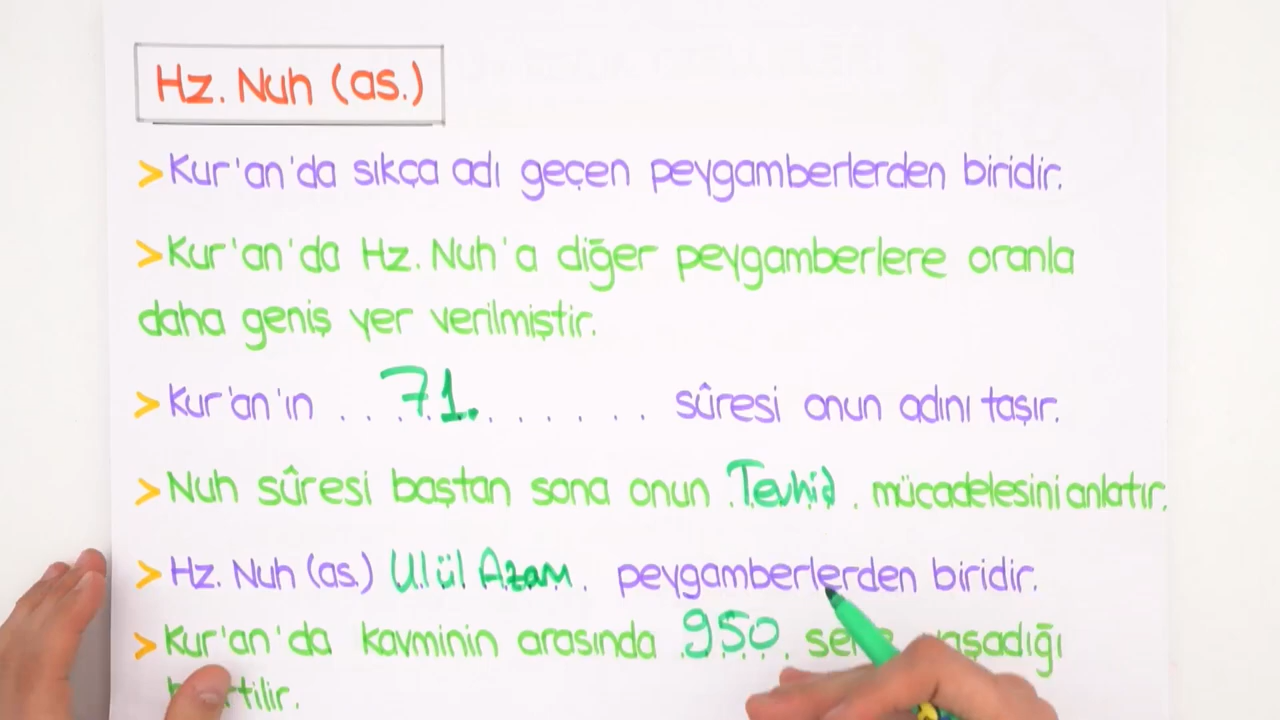 Hz. Nuh (as.)
>Kur'an'da sıkça adı geçen peygamberlerden biridir.
>Kur'an'da Hz. Nuh'a diğer peygamberlere oranla
daha geniş yer verilmiştir.
>Kur'an'ın . . 71. . . . . . . sûresi onun adını taşır.
>Nuh sûresi baştan sona onun .Tevhid. . mücadelesini anlatır.
>Hz. Nuh (as.) Ulül Azam. peygamberlerden biridir.
>Kur'an'da kavminin arasında 950.